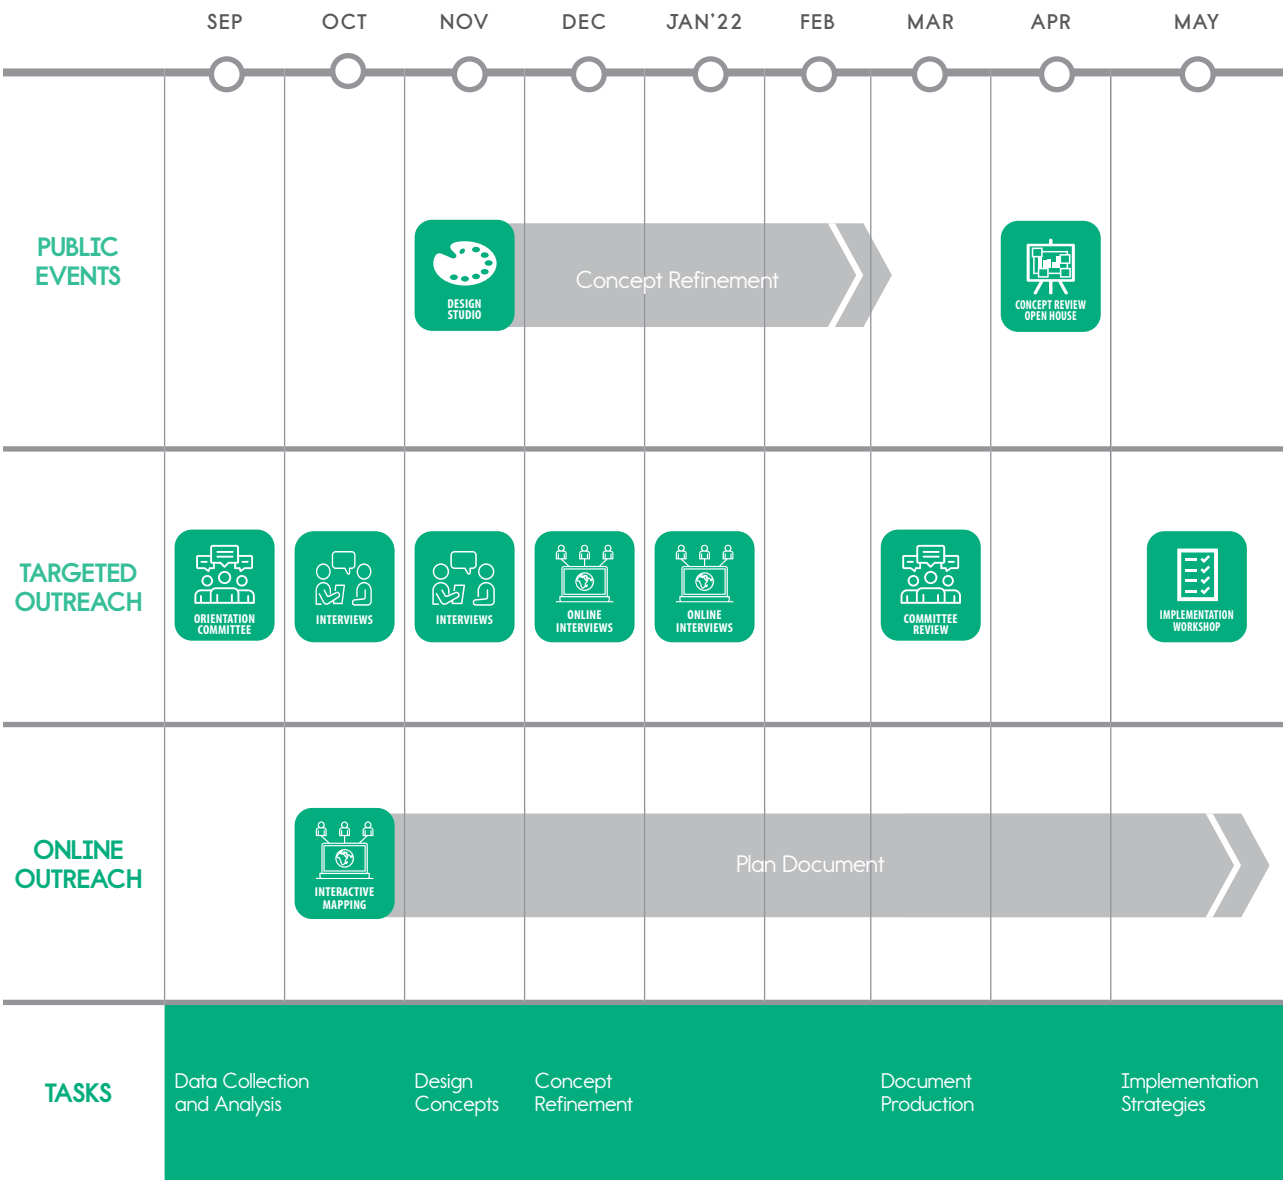 SEP OCT NOV DEC JAN'22 FEB MAR APR MAY
PUBLIC
EVENTS
DESIGN
STUDIO
Concept Refinement
CONCEPT REVIEW
OPEN HOUSE
TARGETED
OUTREACH
ORIENTATION
COMMITTEE
INTERVIEWS
INTERVIEWS
ONLINE
INTERVIEWS
ONLINE
INTERVIEWS
COMMITTEE
REVIEW
IMPLEMENTATION
WORKSHOP
ONLINE
OUTREACH
INTERACTIVE
MAPPING
Plan Document
TASKS
Data Collection
and Analysis
Design
Concepts
Concept
Refinement
Document
Production
Implementation
Strategies